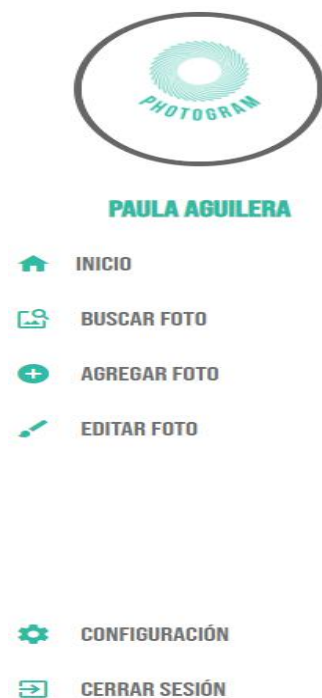 PHOTOGRAM
PAULA AGUILERA
INICIO
BUSCAR FOTO
AGREGAR FOTO
EDITAR FOTO
CONFIGURACIÓN
CERRAR SESIÓN